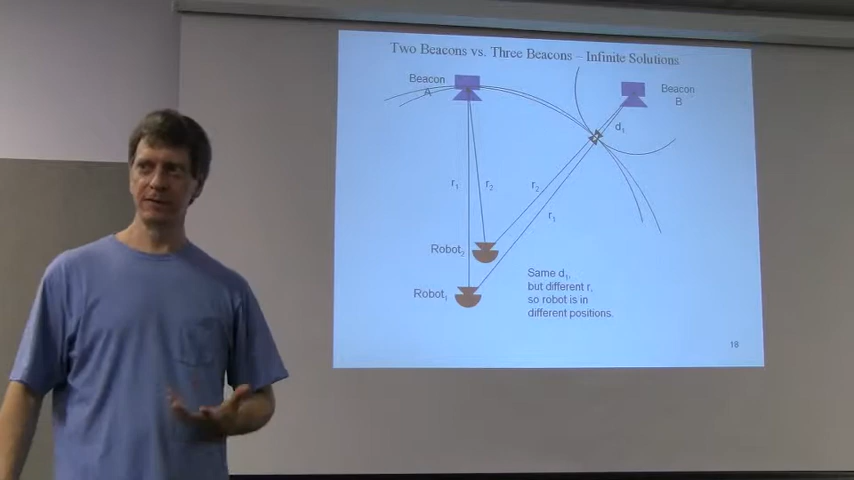 Two Beacons vs. Three Beacons – Infinite Solutions
Beacon
A
Beacon
B
d1
r1
r2
r2
r1
Robot2
Robot1
Same d1,
but different r,
so robot is in
different positions.
18